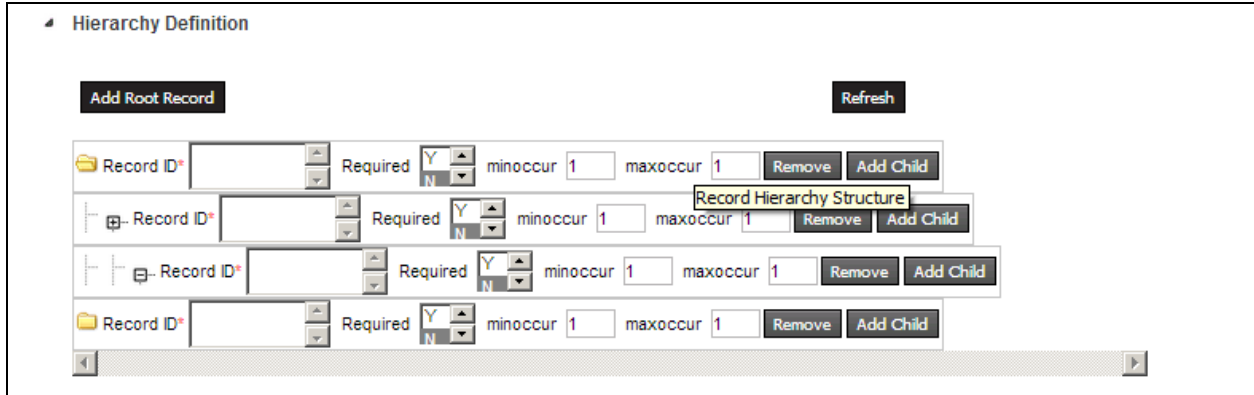 Hierarchy Definition
Add Root Record Refresh
Record ID* Required Y N minoccur 1 maxoccur 1 Remove Add Child
Record Hierarchy Structure
Record ID* Required Y N minoccur 1 maxoccur 1 Remove Add Child
Record ID* Required Y N minoccur 1 maxoccur 1 Remove Add Child
Record ID* Required Y N minoccur 1 maxoccur 1 Remove Add Child